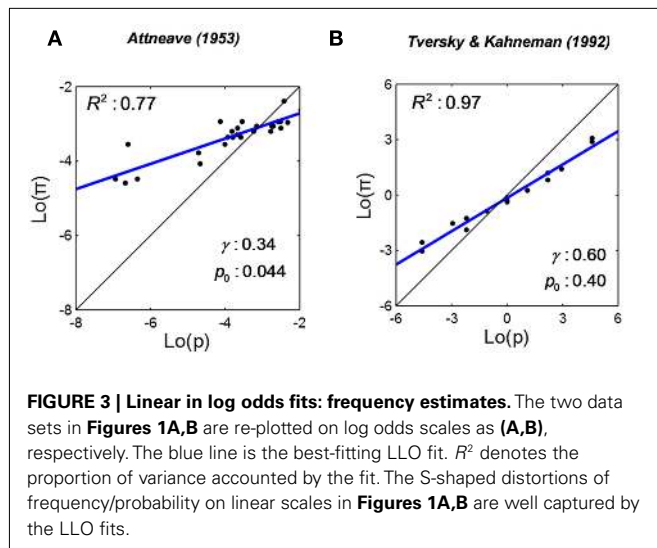 A
Attneave (1953)
B
Tversky & Kahneman (1992)
-2
R² : 0.77
-4
Lo(π)
-6
γ : 0.34
p₀ : 0.044
-8
-8 -6 -4 -2
Lo(p)
6
R² : 0.97
3
Lo(π)
0
-3
γ : 0.60
p₀ : 0.40
-6
-6 -3 0 3 6
Lo(p)
FIGURE 3 | Linear in log odds fits: frequency estimates. The two data
sets in Figures 1A,B are re-plotted on log odds scales as (A,B),
respectively. The blue line is the best-fitting LLO fit. R² denotes the
proportion of variance accounted by the fit. The S-shaped distortions of
frequency/probability on linear scales in Figures 1A,B are well captured by
the LLO fits.